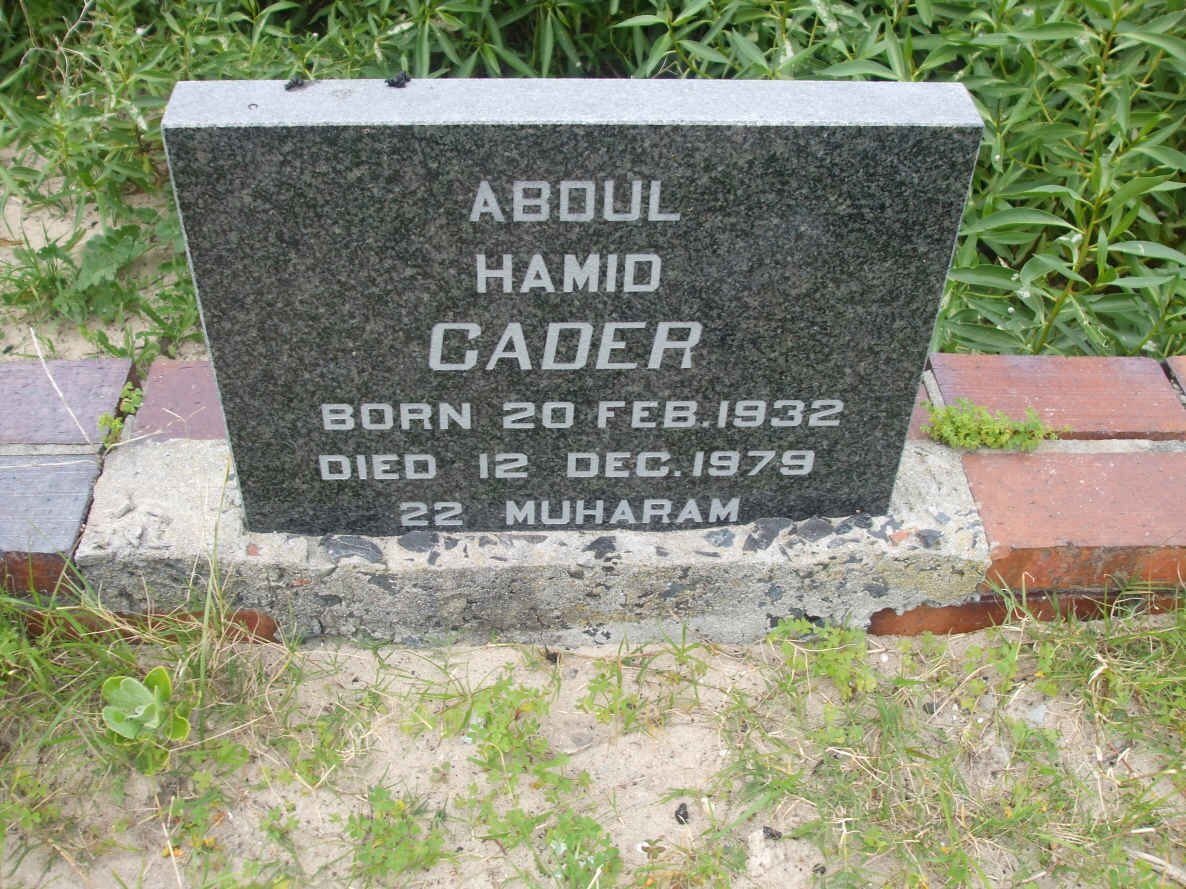 ABDUL
HAMID
CADER
BORN 20 FEB.1932
DIED 12 DEC.1979
22 MUHARAM